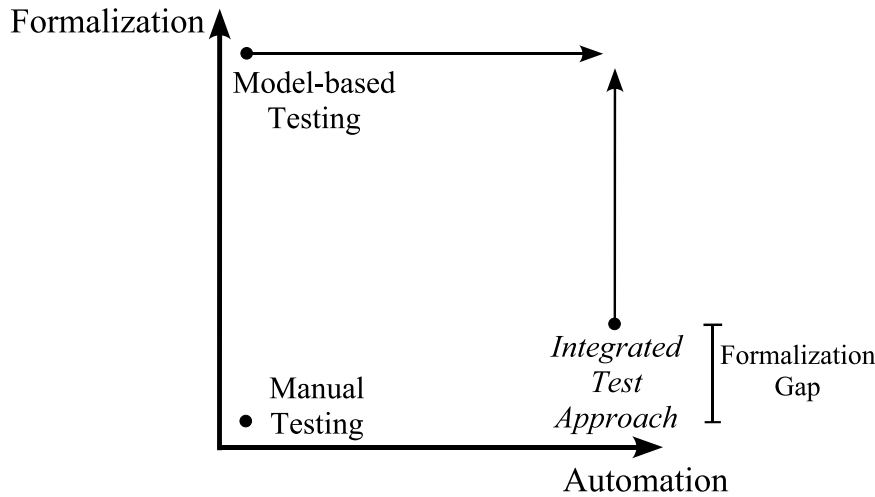 Formalization
Model-based
Testing
Integrated
Test
Approach
Formalization
Gap
Manual
Testing
Automation